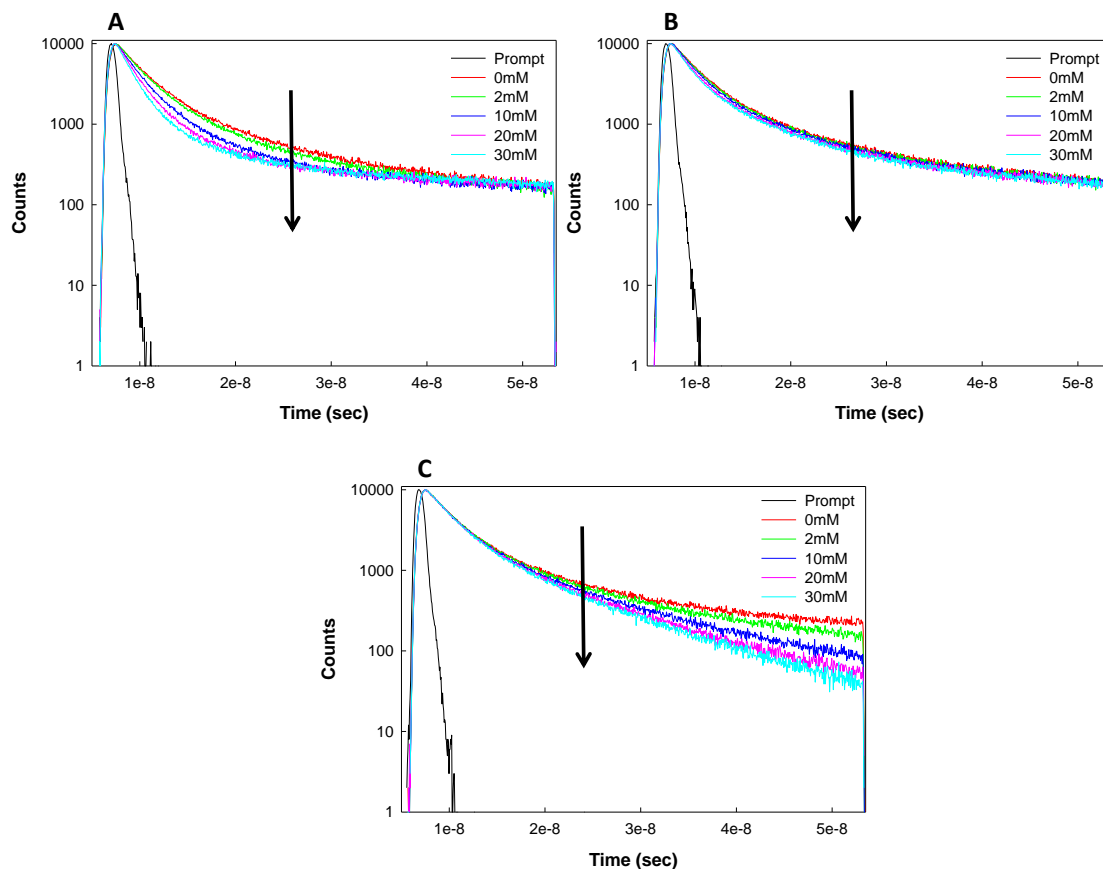 A
10000
1000
100
10
1
Counts
1e-8
2e-8
3e-8
4e-8
5e-8
Time (sec)
Prompt
0mM
2mM
10mM
20mM
30mM
B
10000
1000
100
10
1
Counts
1e-8
2e-8
3e-8
4e-8
5e-8
Time (sec)
Prompt
0mM
2mM
10mM
20mM
30mM
C
10000
1000
100
10
1
Counts
1e-8
2e-8
3e-8
4e-8
5e-8
Time (sec)
Prompt
0mM
2mM
10mM
20mM
30mM